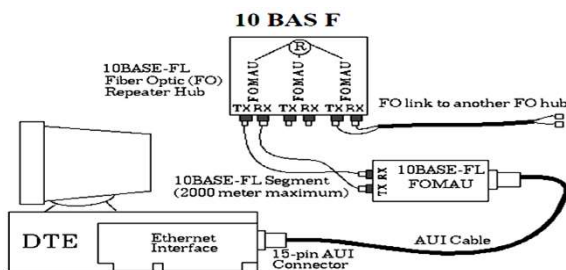 10 BAS F
R
10BASE-FL
Fiber Optic (FO)
Repeater Hub
FOMAU
FOMAU
FOMAU
TX RX
TX RX
TX RX
FO link to another FO hub
10BASE-FL Segment
(2000 meter maximum)
TX RX
10BASE-FL
FOMAU
DTE
Ethernet
Interface
15-pin AUI
Connector
AUI Cable